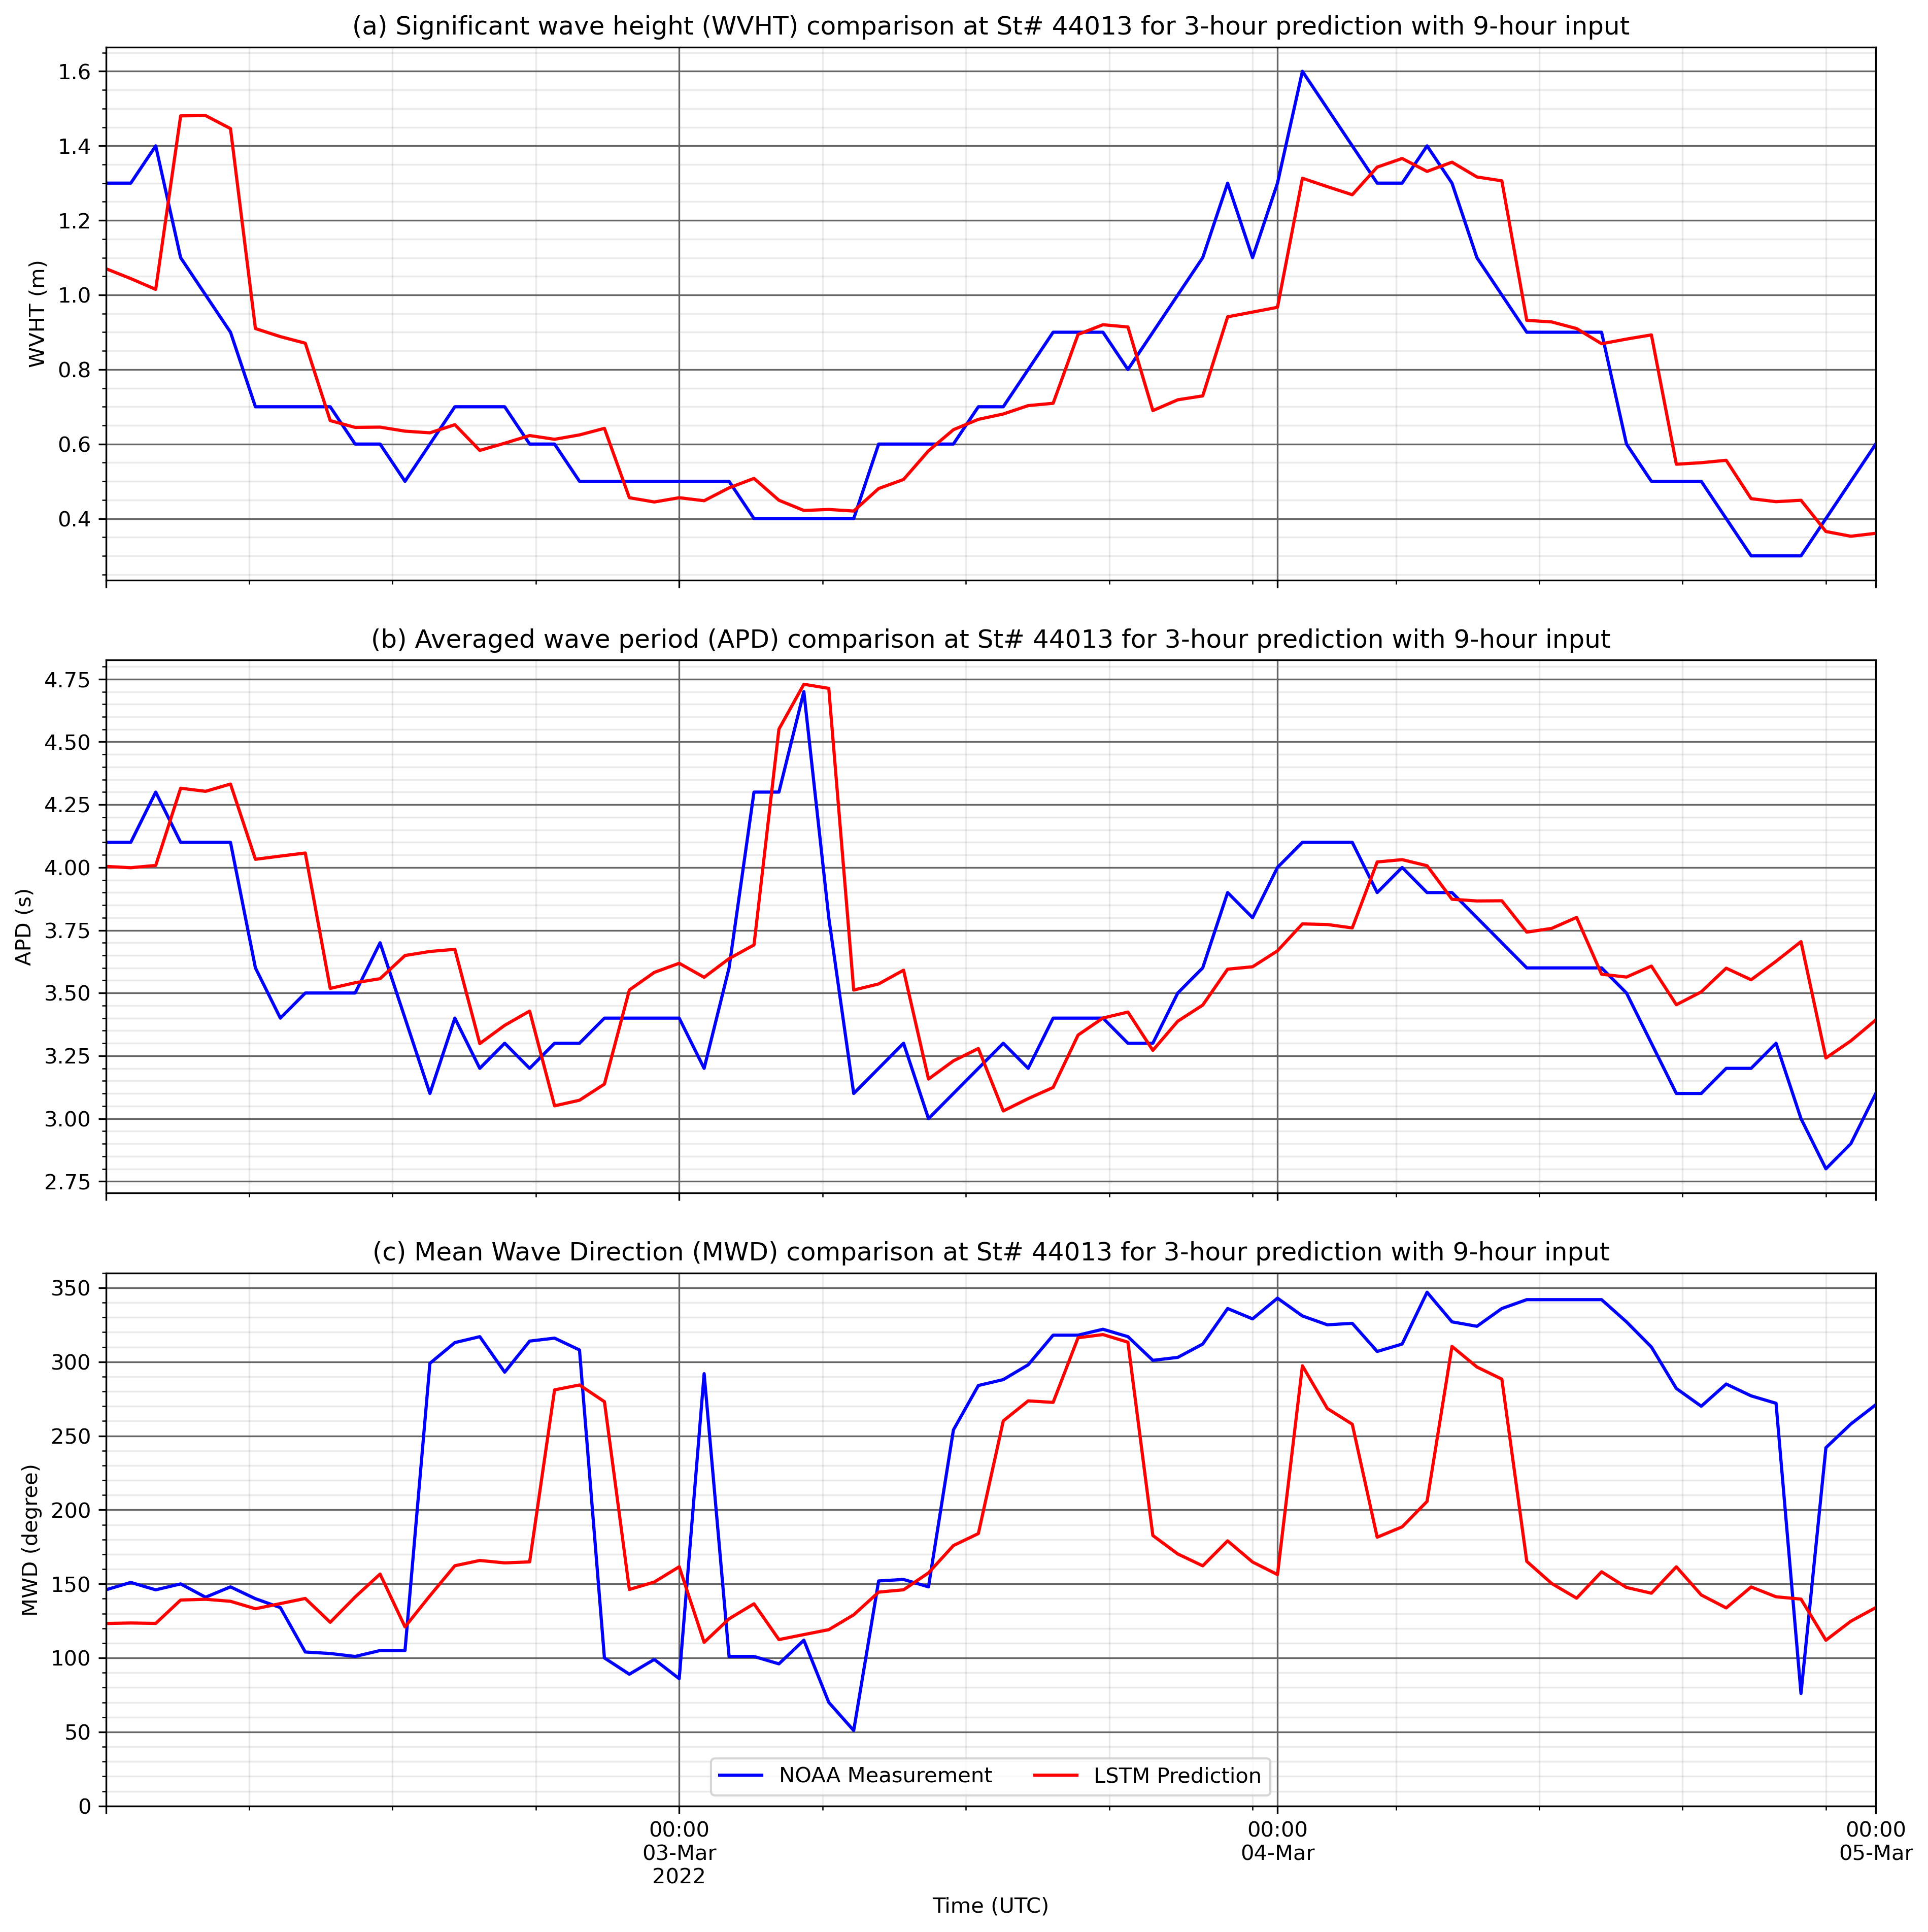 (a) Significant wave height (WVHT) comparison at St# 44013 for 3-hour prediction with 9-hour input
1.6
1.4
1.2
1.0
0.8
0.6
0.4
WVHT (m)
(b) Averaged wave period (APD) comparison at St# 44013 for 3-hour prediction with 9-hour input
4.75
4.50
4.25
4.00
3.75
3.50
3.25
3.00
2.75
APD (s)
(c) Mean Wave Direction (MWD) comparison at St# 44013 for 3-hour prediction with 9-hour input
350
300
250
200
150
100
50
0
MWD (degree)
NOAA Measurement LSTM Prediction
00:00 00:00 00:00
03-Mar 04-Mar 05-Mar
2022
Time (UTC)